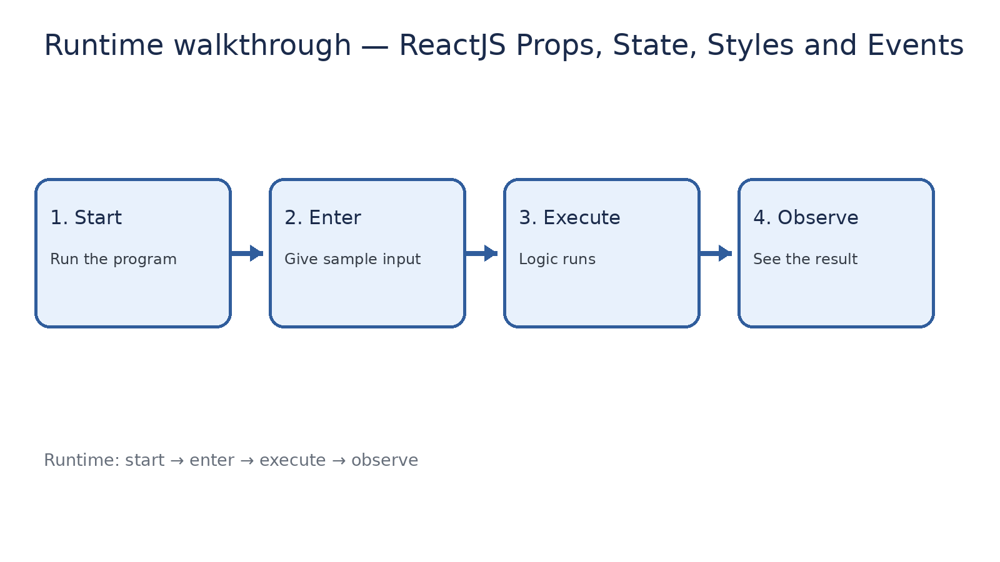 Runtime walkthrough — ReactJS Props, State, Styles and Events
1. Start
Run the program
2. Enter
Give sample input
3. Execute
Logic runs
4. Observe
See the result
Runtime: start → enter → execute → observe